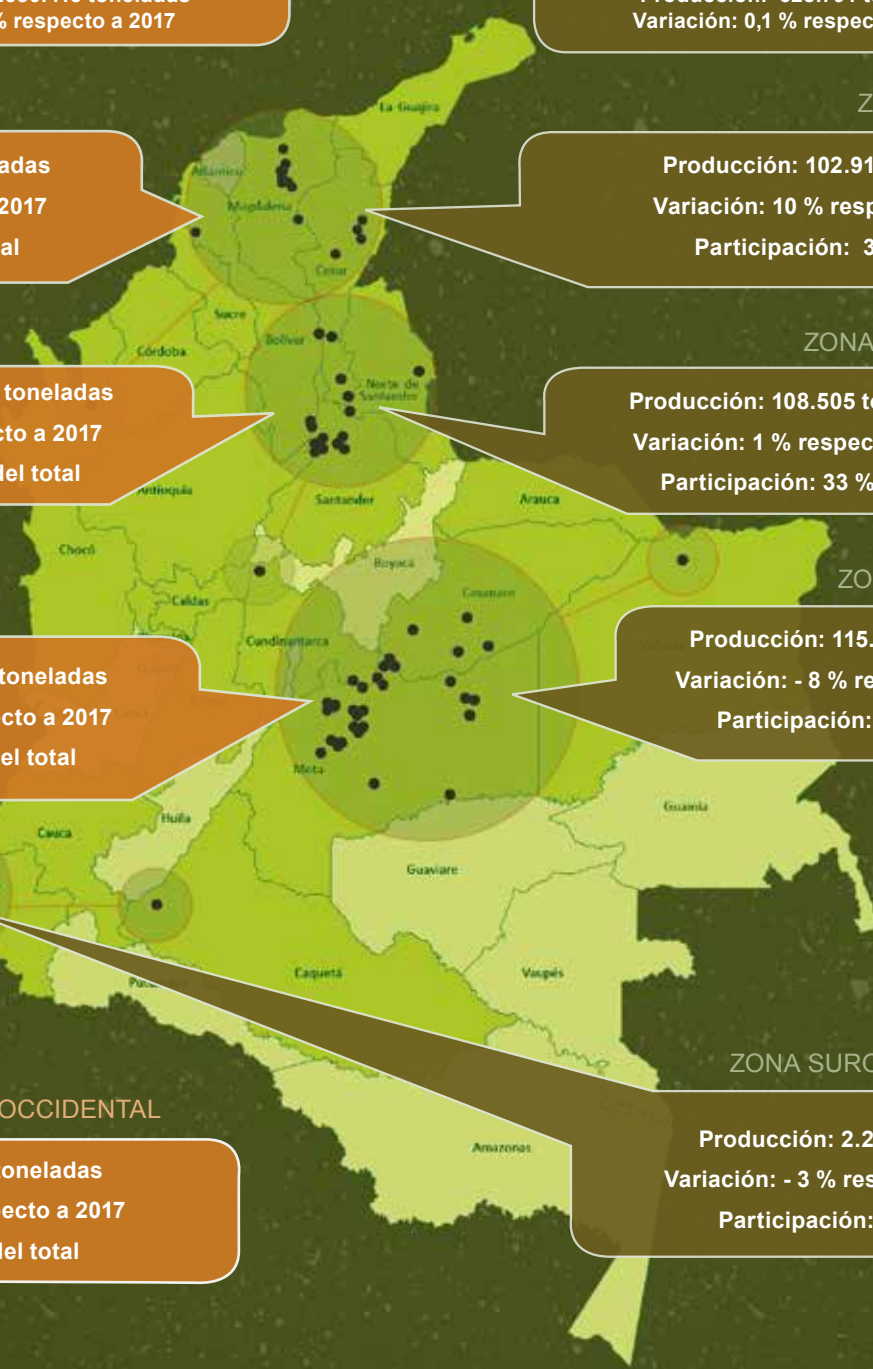 % respecto a 2017
Variación: 0,1 % respec
La Guajira
Z
adas
2017
al
Atlántico
Magdalena
Cesar
Producción: 102.91
Variación: 10 % resp
Participación: 3
Sucre
Córdoba
Bolívar
Norte de
Santander
ZONA
toneladas
cto a 2017
del total
Producción: 108.505 to
Variación: 1 % respec
Participación: 33 %
Antioquia
Santander
Arauca
Chocó
Boyacá
Caldas
Casanare
Cundinamarca
Vichada
ZO
toneladas
ecto a 2017
el total
Producción: 115.
Variación: - 8 % re
Participación:
Meta
Huila
Cauca
Guainía
Guaviare
Caquetá
Vaupés
ZONA SURO
OCCIDENTAL
toneladas
ecto a 2017
del total
Amazonas
Producción: 2.2
Variación: - 3 % res
Participación: